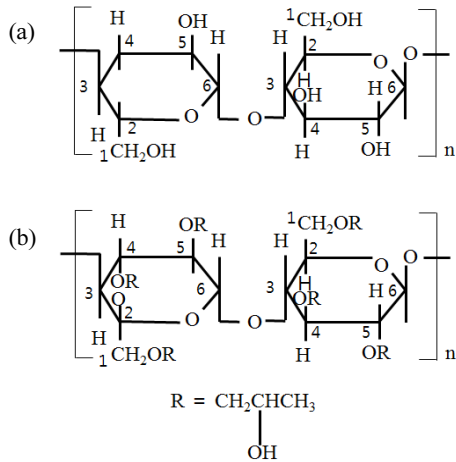 (a)
H OH 1CH₂OH
4 5 H H 2 O
O
3 6 3 H H 6
OH
O O
H 2 4 5
1CH₂OH H OH n
(b)
H OR 1CH₂OR
4 5 H H 2 O
O
OR H H
3 6 3 6
O OR
O O
H 2 4 5
1CH₂OR H OR n
R = CH₂CHCH₃
OH